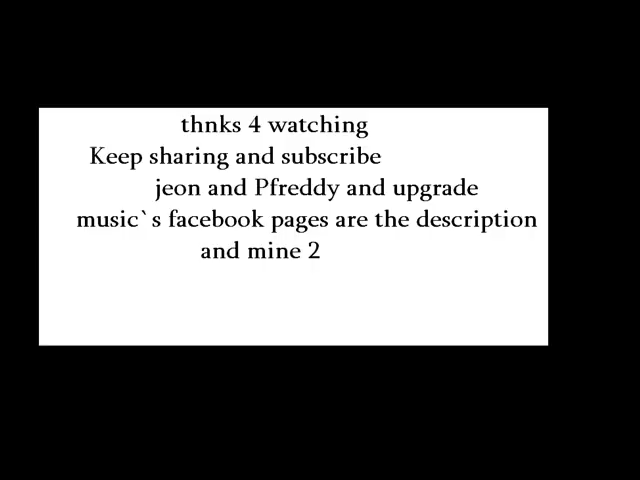 thnks 4 watching
Keep sharing and subscribe
jeon and Pfreddy and upgrade
music`s facebook pages are the description
and mine 2